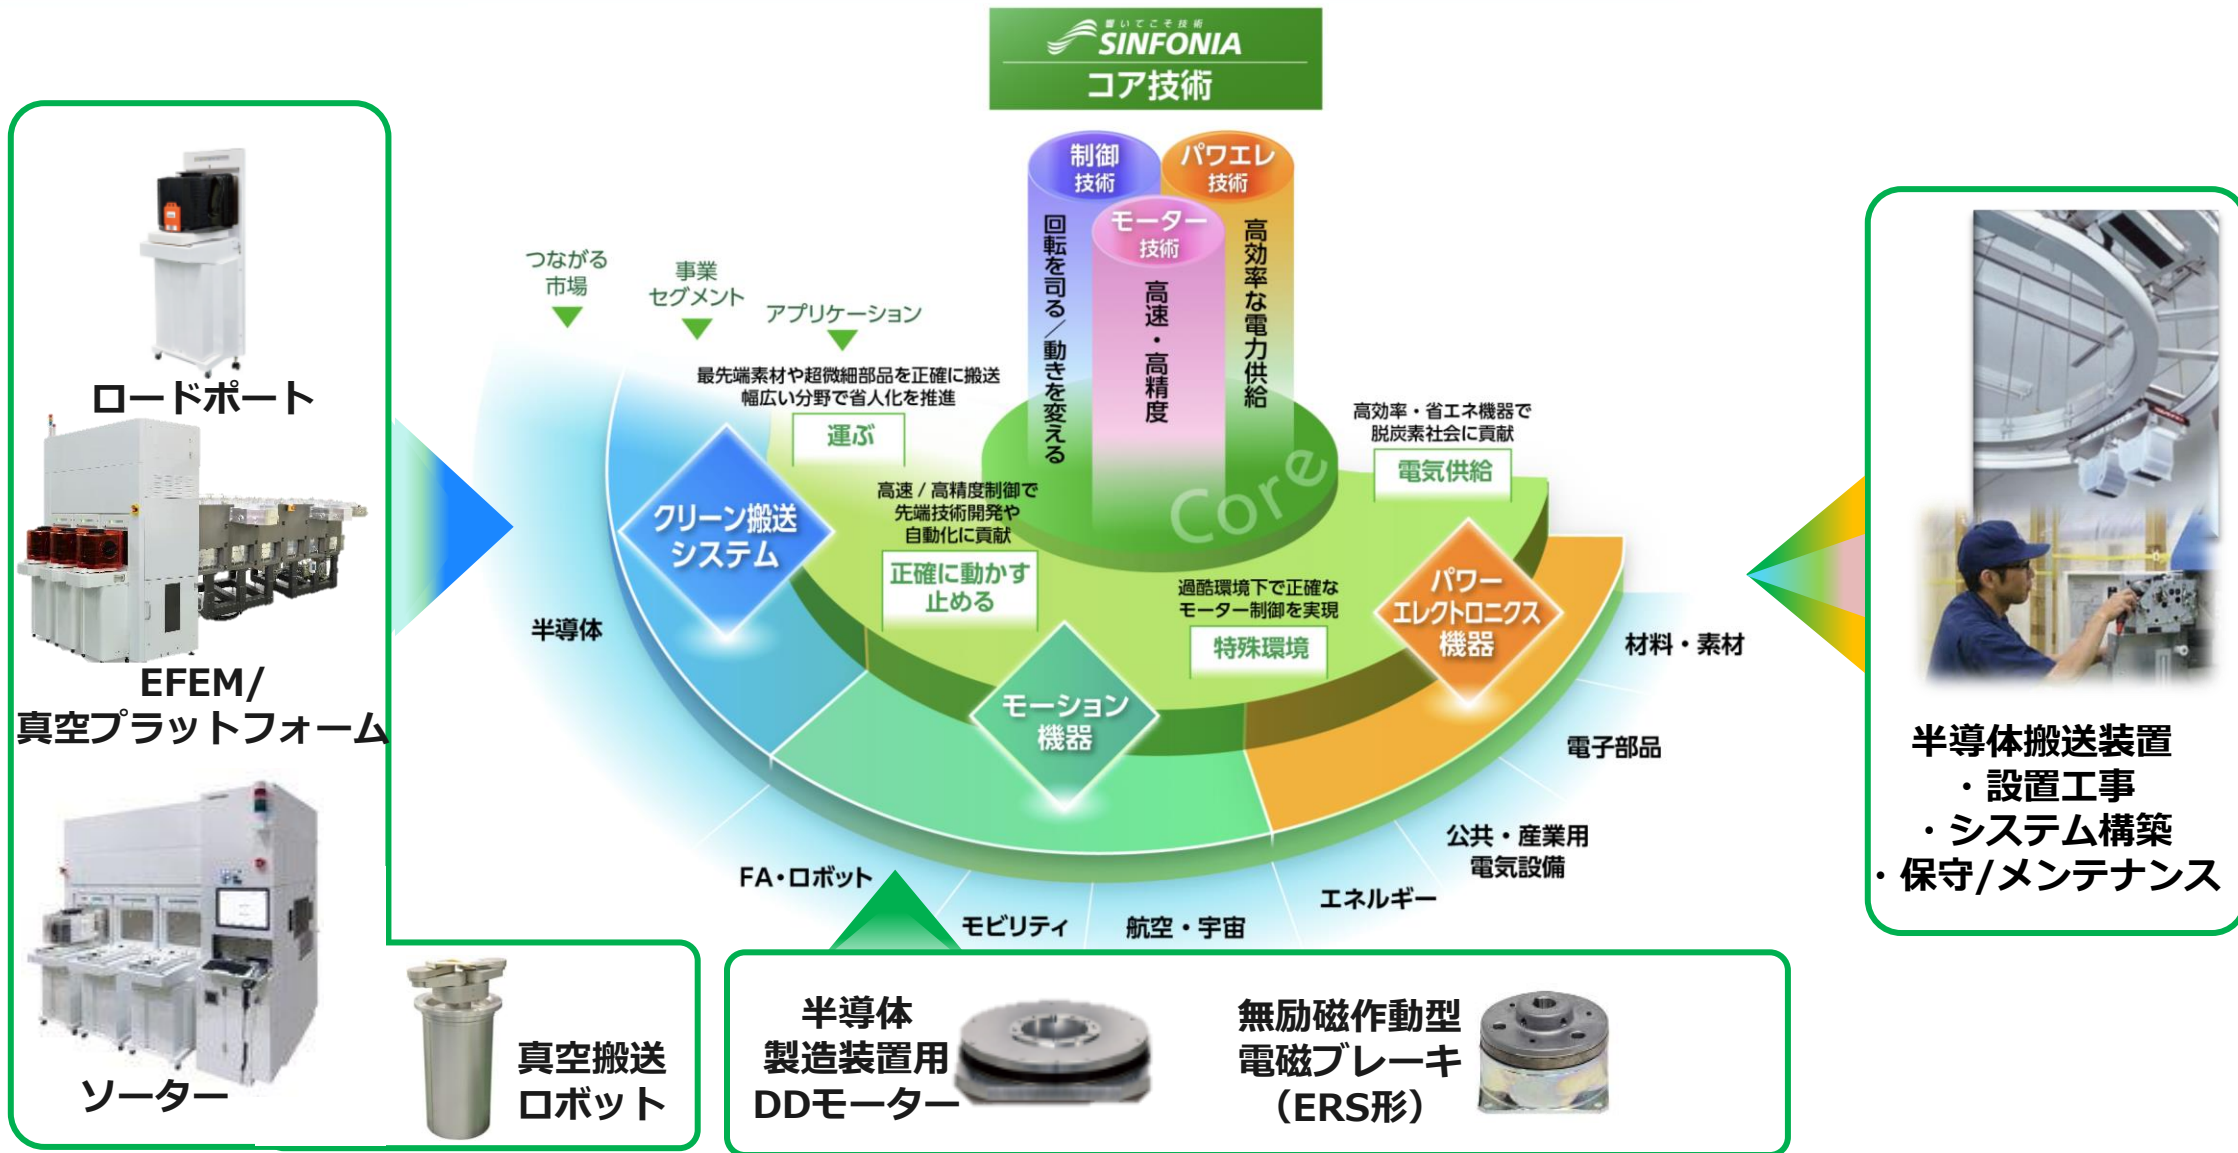 響いてこそ技術
SINFONIA
コア技術
制御
技術
パワエレ
技術
モーター
技術
回転を司る／動きを変える
高速・高精度
高効率な電力供給
Core
つながる
市場
事業
セグメント
アプリケーション
最先端素材や超微細部品を正確に搬送
幅広い分野で省人化を推進
運ぶ
高速 / 高精度制御で
先端技術開発や
自動化に貢献
正確に動かす
止める
過酷環境下で正確な
モーター制御を実現
特殊環境
高効率・省エネ機器で
脱炭素社会に貢献
電気供給
クリーン搬送
システム
モーション
機器
パワー
エレクトロニクス
機器
半導体
FA・ロボット
モビリティ
航空・宇宙
エネルギー
公共・産業用
電気設備
電子部品
材料・素材
ロードポート
EFEM/
真空プラットフォーム
ソーター
真空搬送
ロボット
半導体
製造装置用
DDモーター
無励磁作動型
電磁ブレーキ
（ERS形）
半導体搬送装置
・設置工事
・システム構築
・保守/メンテナンス